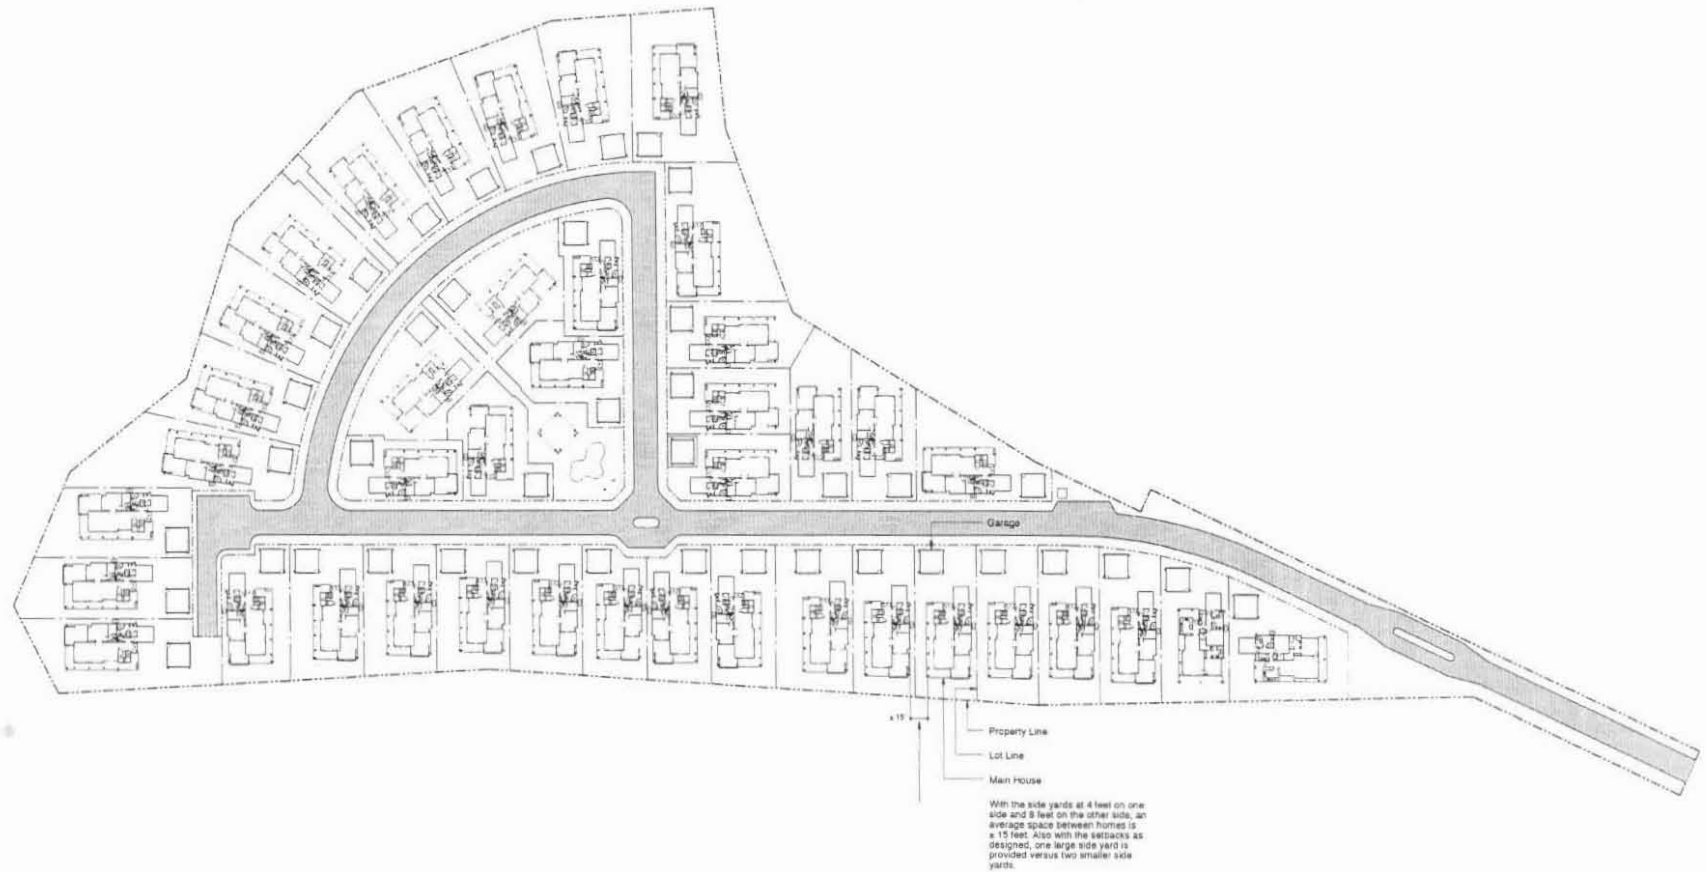 Garage
± 15'
Property Line
Lot Line
Main House
With the side yards at 4 feet on one
side and 8 feet on the other side, an
average space between homes is
± 15 feet. Also with the setbacks as
designed, one large side yard is
provided versus two smaller side
yards.